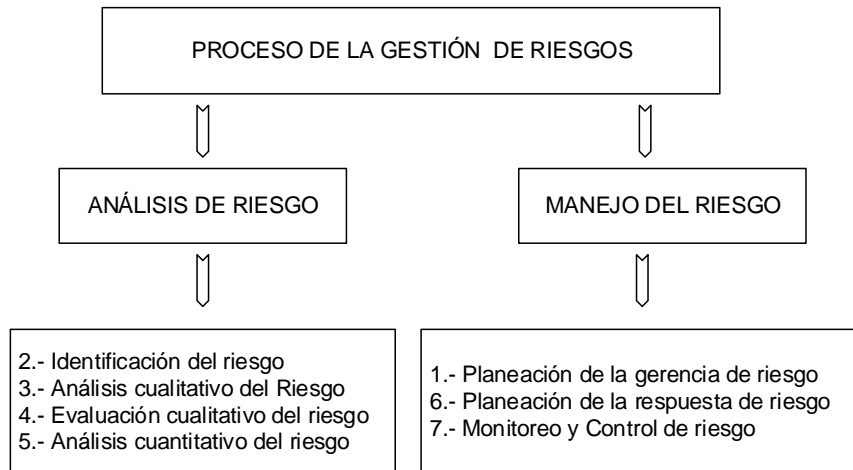 PROCESO DE LA GESTIÓN DE RIESGOS
ANÁLISIS DE RIESGO
MANEJO DEL RIESGO
2.- Identificación del riesgo
3.- Análisis cualitativo del Riesgo
4.- Evaluación cualitativo del riesgo
5.- Análisis cuantitativo del riesgo
1.- Planeación de la gerencia de riesgo
6.- Planeación de la respuesta de riesgo
7.- Monitoreo y Control de riesgo